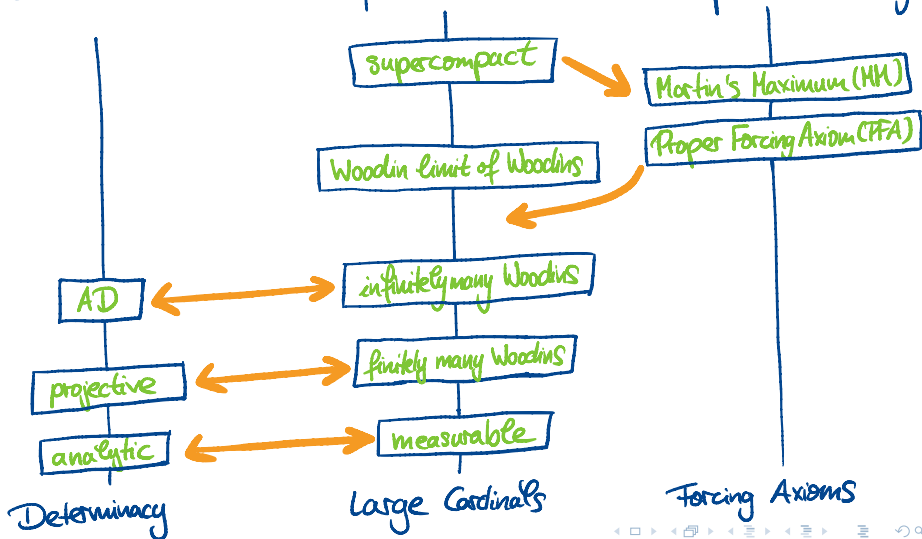 supercompact
Martin's Maximum (MM)
Proper Forcing Axiom (PFA)
Woodin limit of Woodins
AD
infinitely many Woodins
projective
finitely many Woodins
analytic
measurable
Determinacy
Large Cardinals
Forcing Axioms